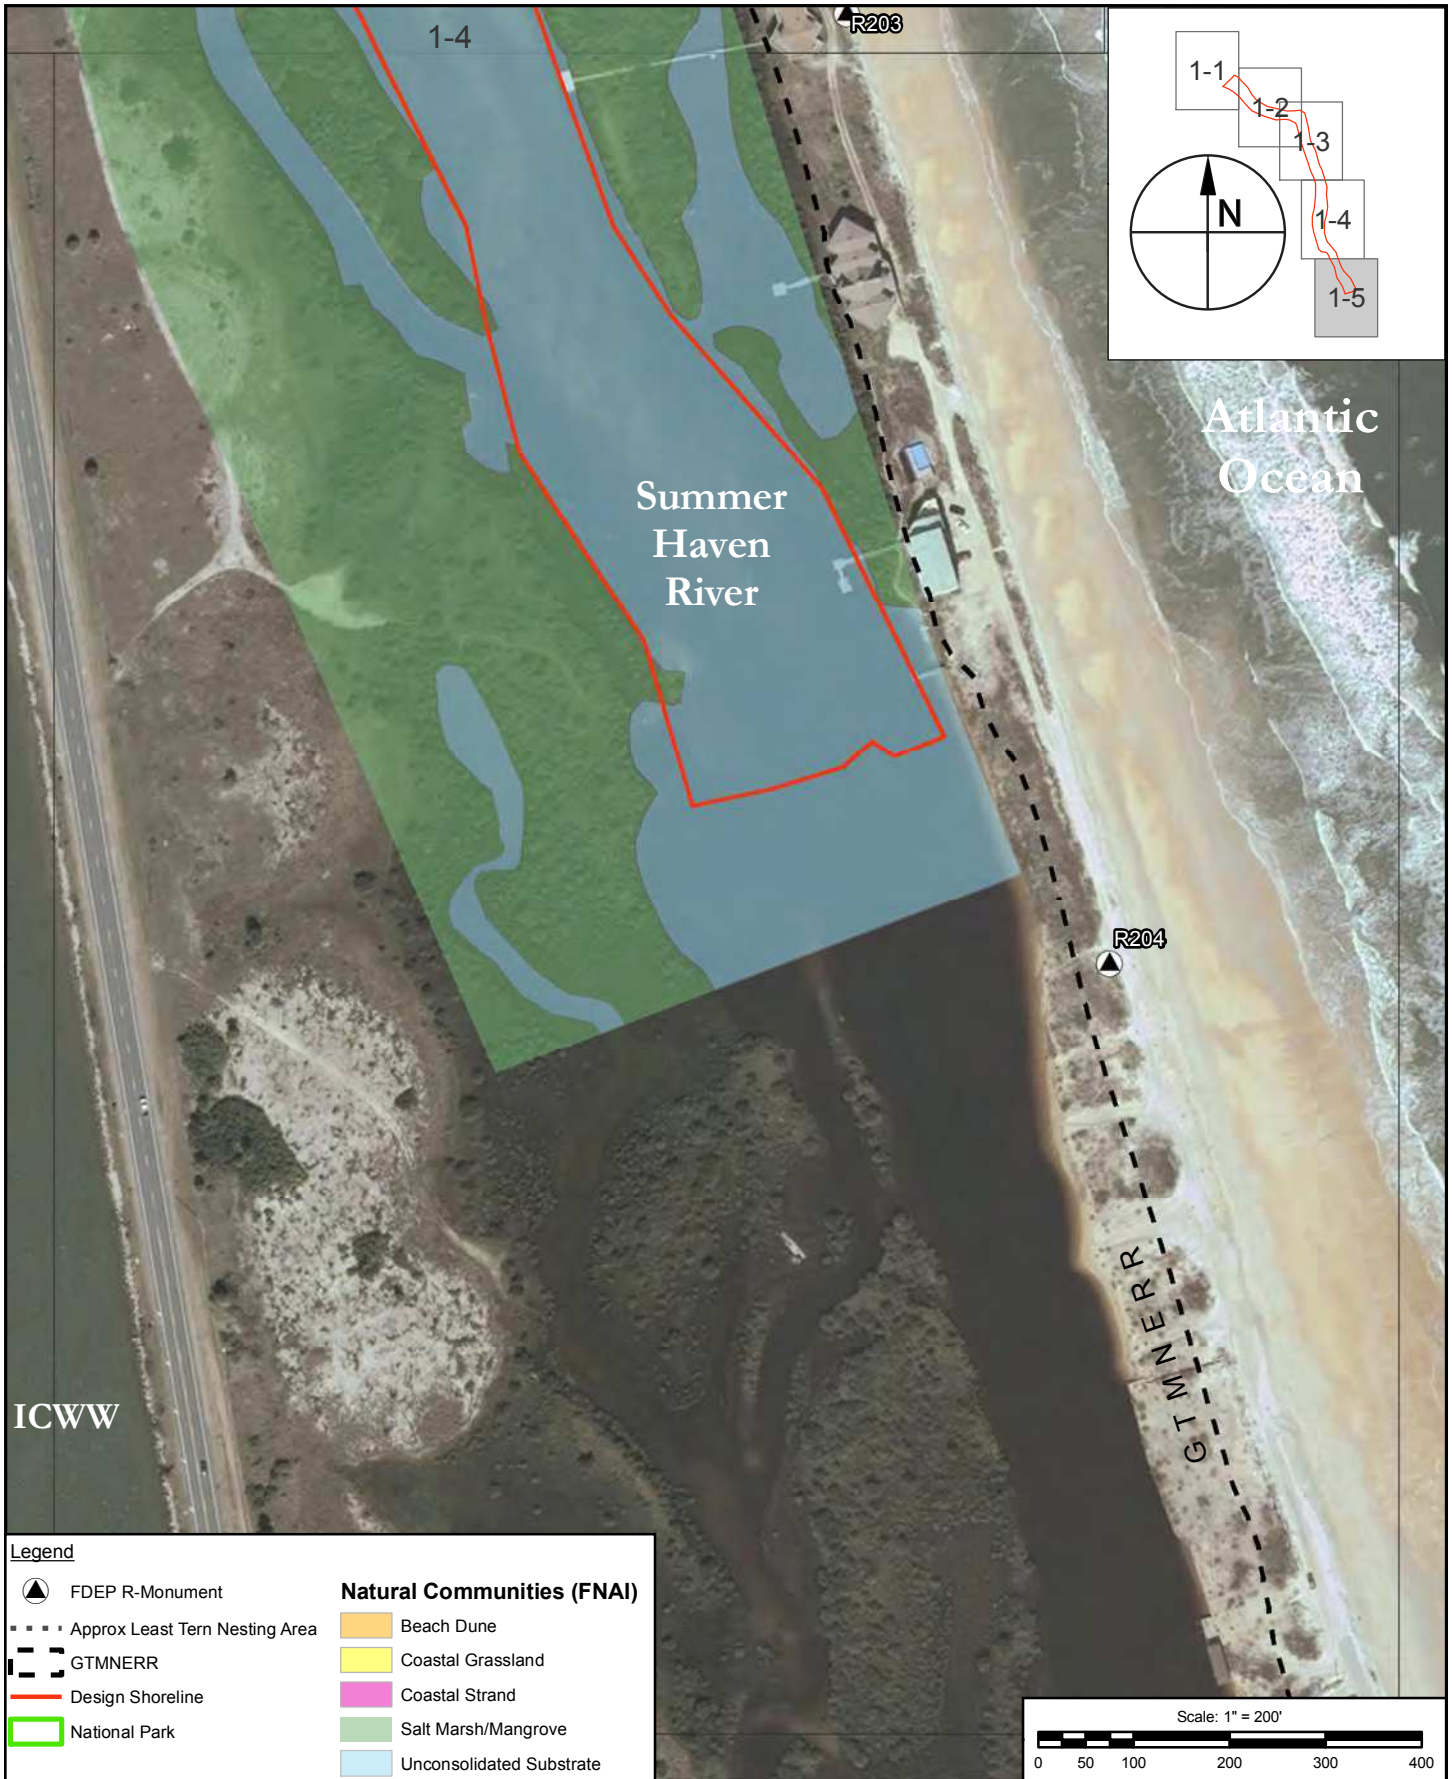 1-4
R203
1-1
1-2
1-3
1-4
1-5
N
Atlantic
Ocean
Summer
Haven
River
R204
GTMNERR
ICWW
Legend
FDEP R-Monument
Approx Least Tern Nesting Area
GTMNERR
Design Shoreline
National Park
Natural Communities (FNAI)
Beach Dune
Coastal Grassland
Coastal Strand
Salt Marsh/Mangrove
Unconsolidated Substrate
Scale: 1" = 200'
0 50 100 200 300 400